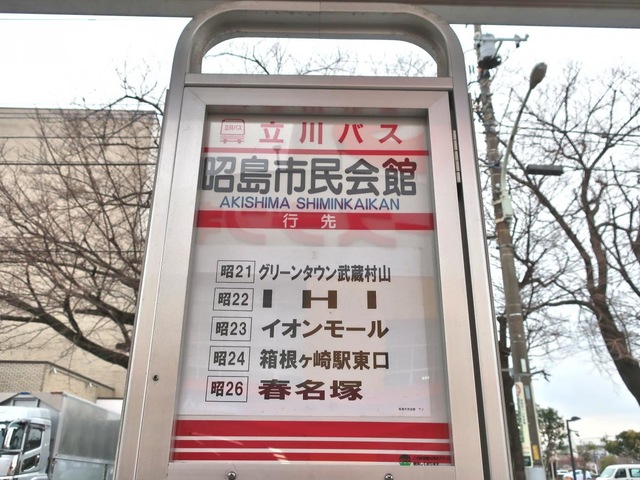 立川バス
昭島市民会館
AKISHIMA SHIMINKAIKAN
行先
昭21 グリーンタウン武蔵村山
昭22 IHI
昭23 イオンモール
昭24 箱根ヶ崎駅東口
昭26 春名塚